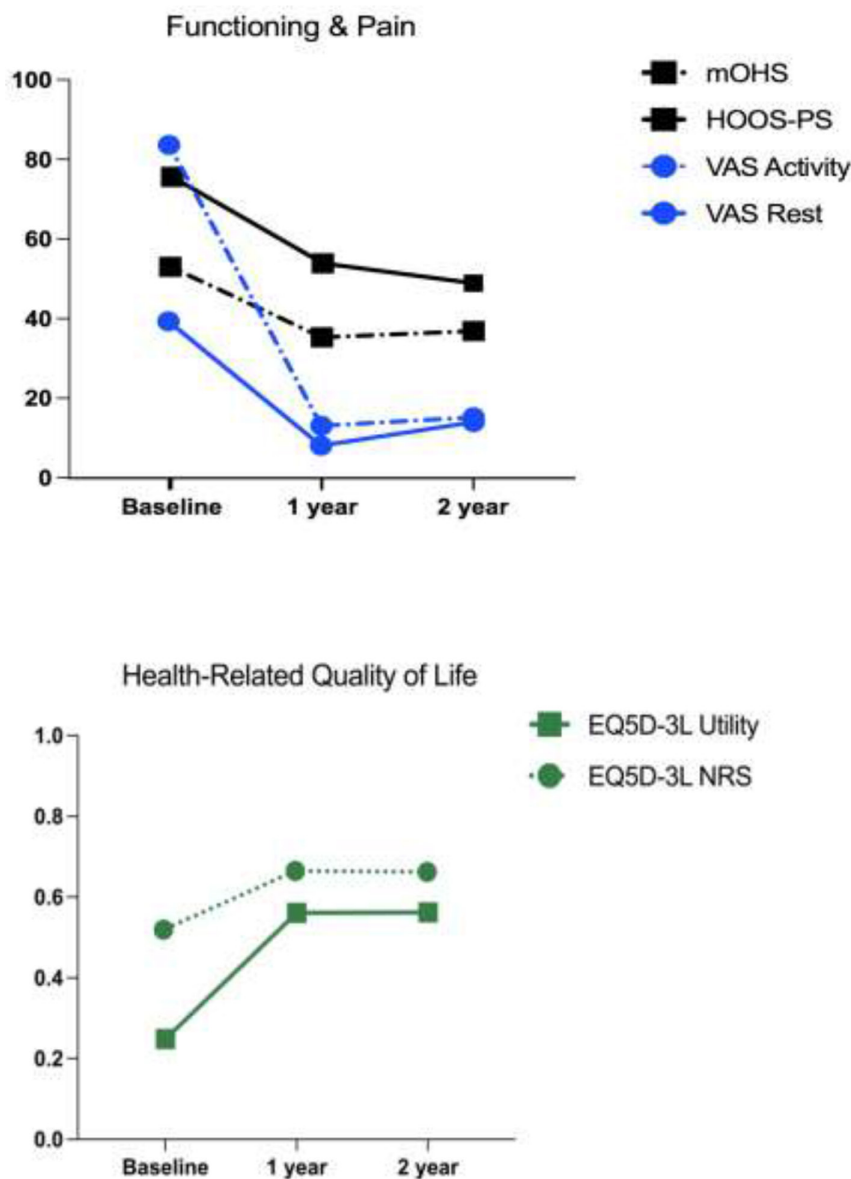 Functioning & Pain
100
80
60
40
20
0
Baseline 1 year 2 year
mOHS
HOOS-PS
VAS Activity
VAS Rest
Health-Related Quality of Life
1.0
0.8
0.6
0.4
0.2
0.0
Baseline 1 year 2 year
EQ5D-3L Utility
EQ5D-3L NRS